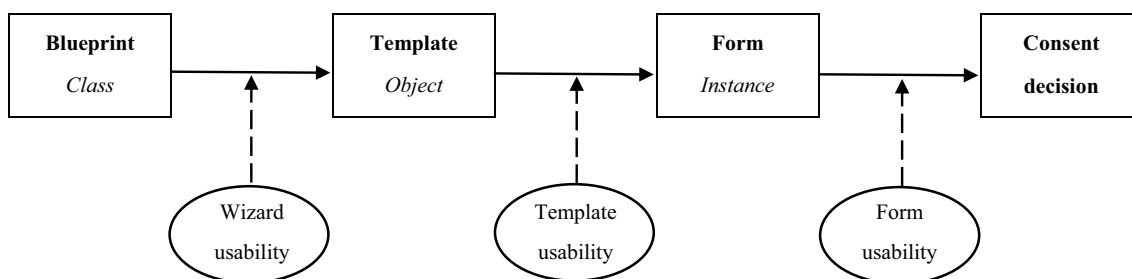 Blueprint
Class
Template
Object
Form
Instance
Consent
decision
Wizard
usability
Template
usability
Form
usability